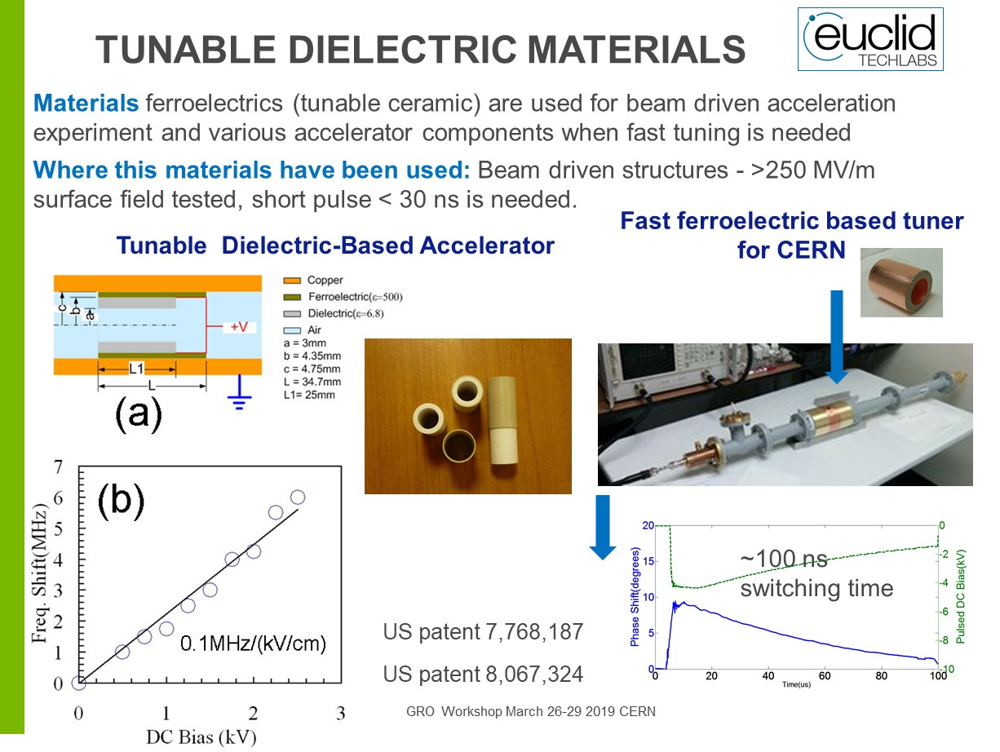 TUNABLE DIELECTRIC MATERIALS
euclid
TECHLABS
Materials ferroelectrics (tunable ceramic) are used for beam driven acceleration
experiment and various accelerator components when fast tuning is needed
Where this materials have been used: Beam driven structures - >250 MV/m
surface field tested, short pulse < 30 ns is needed.
Tunable Dielectric-Based Accelerator
Fast ferroelectric based tuner
for CERN
c
b
a
+V
L1
L
(a)
Copper
Ferroelectric(ε=500)
Dielectric(ε=6.8)
Air
a = 3mm
b = 4.35mm
c = 4.75mm
L = 34.7mm
L1= 25mm
(b)
Freq. Shift(MHz)
7
6
5
4
3
2
1
0
0.1MHz/(kV/cm)
0 1 2 3
DC Bias (kV)
US patent 7,768,187
US patent 8,067,324
~100 ns
switching time
Phase Shift(degrees)
20
15
10
5
0
0 20 40 60 80 100
Time(us)
0
-2
-4
-6
-8
-10
Pulsed DC Bias(kV)
GRO Workshop March 26-29 2019 CERN